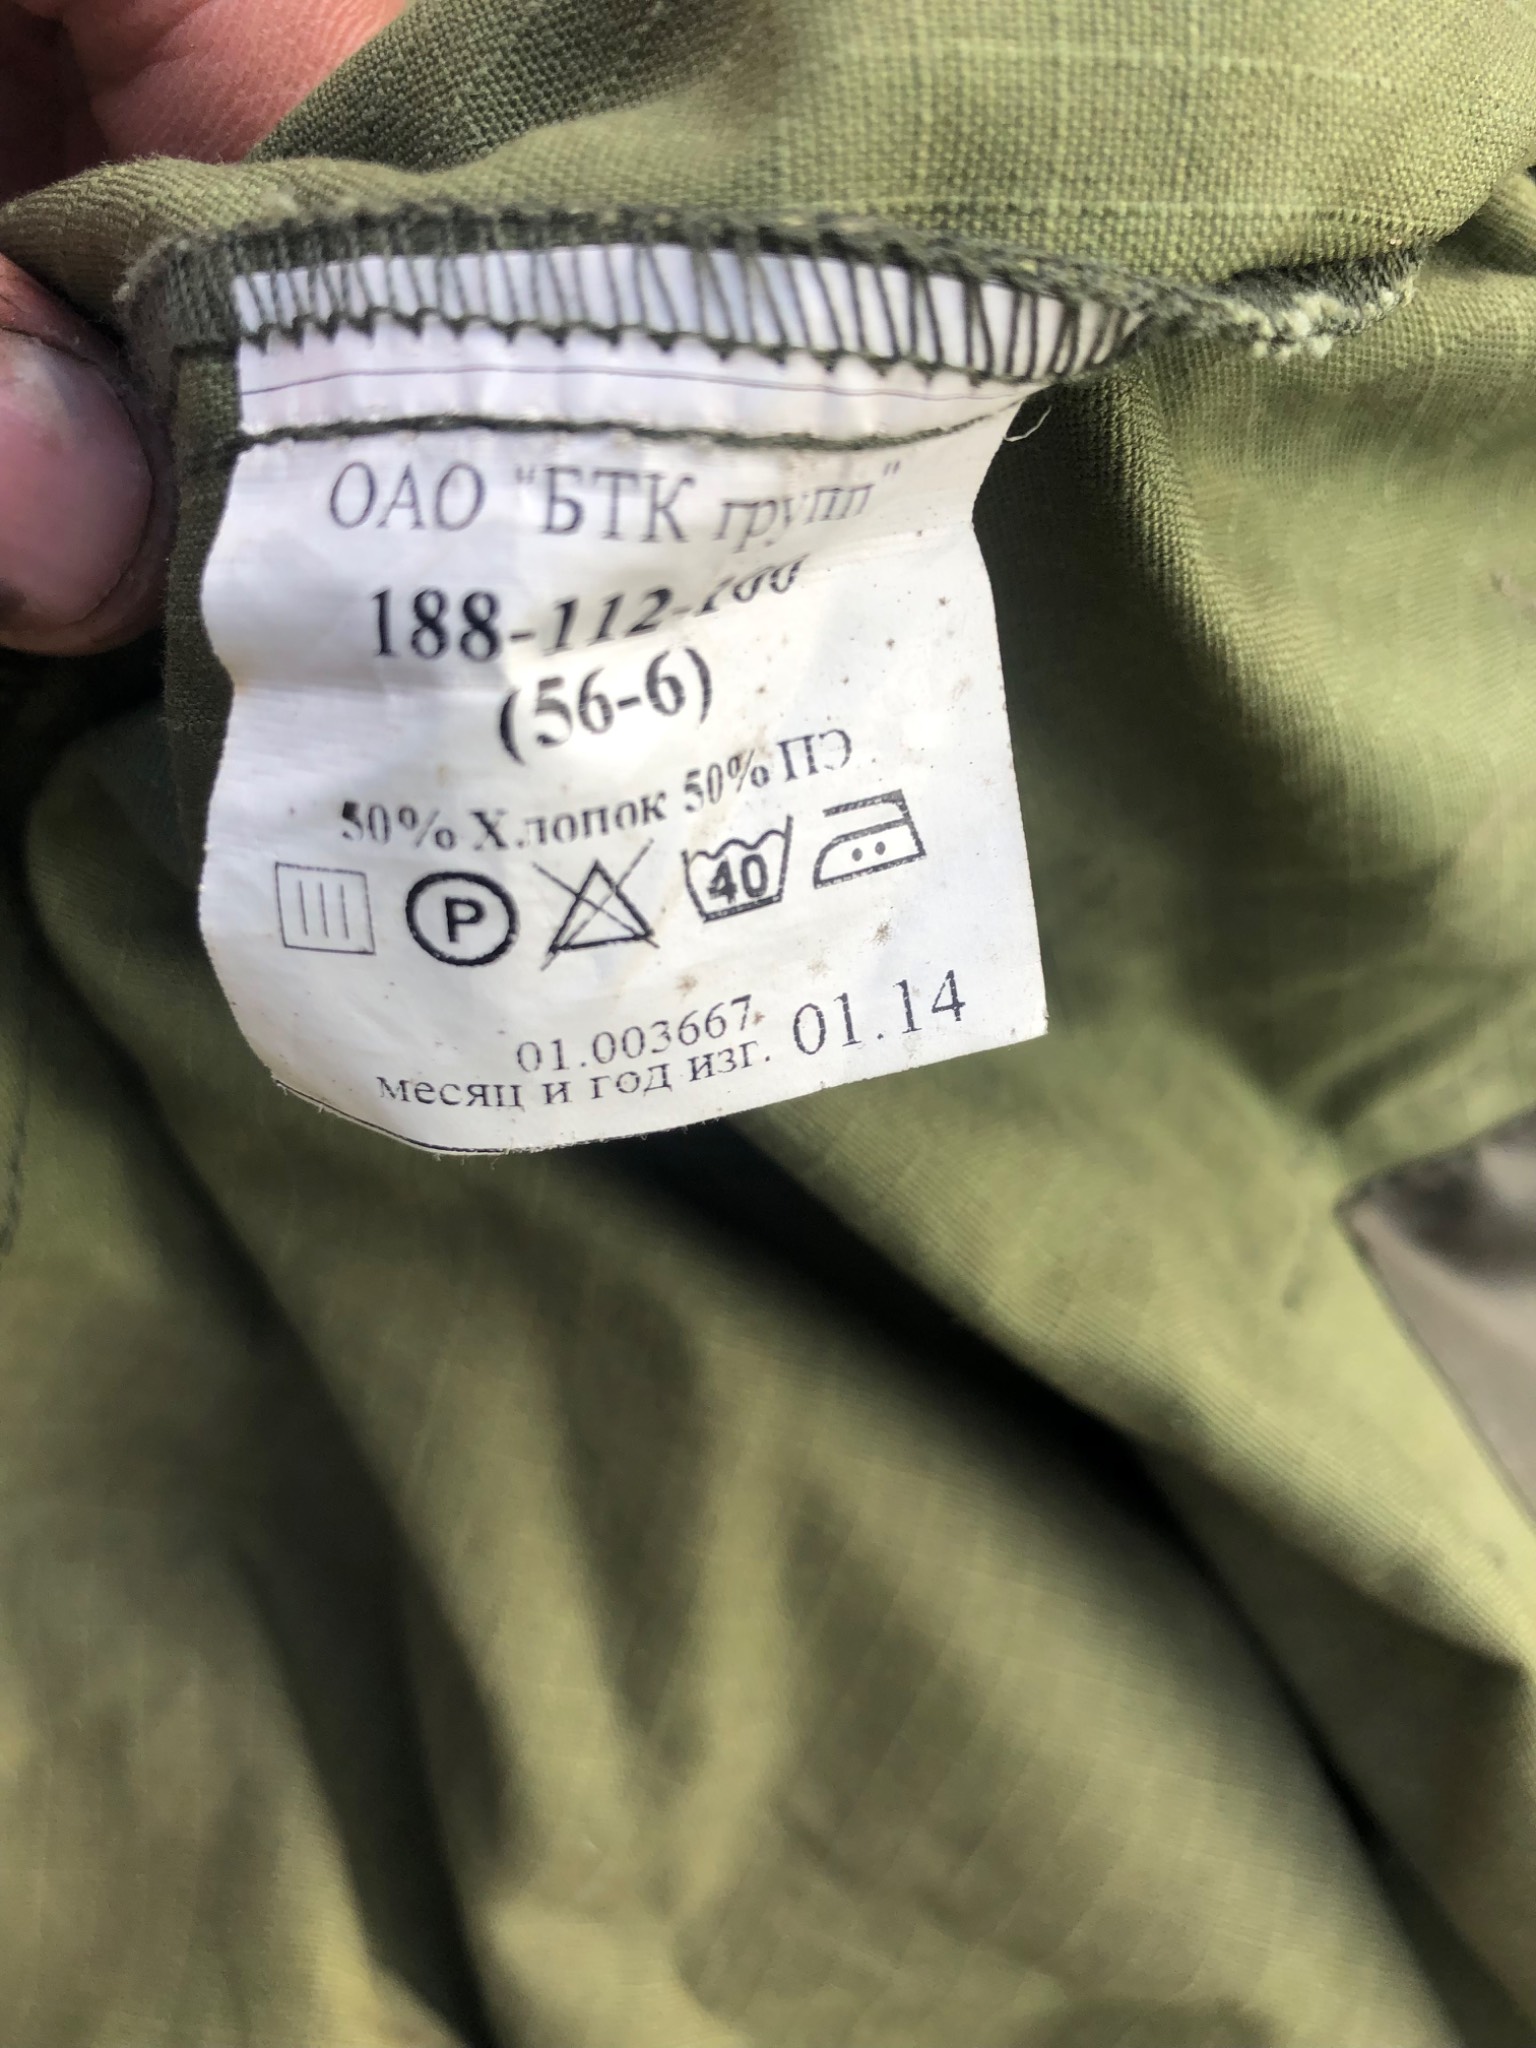 ОАО "БТК групп"
188-112-100
(56-6)
50% Хлопок 50% ПЭ
P 40
01.003667
месяц и год изг. 01.14